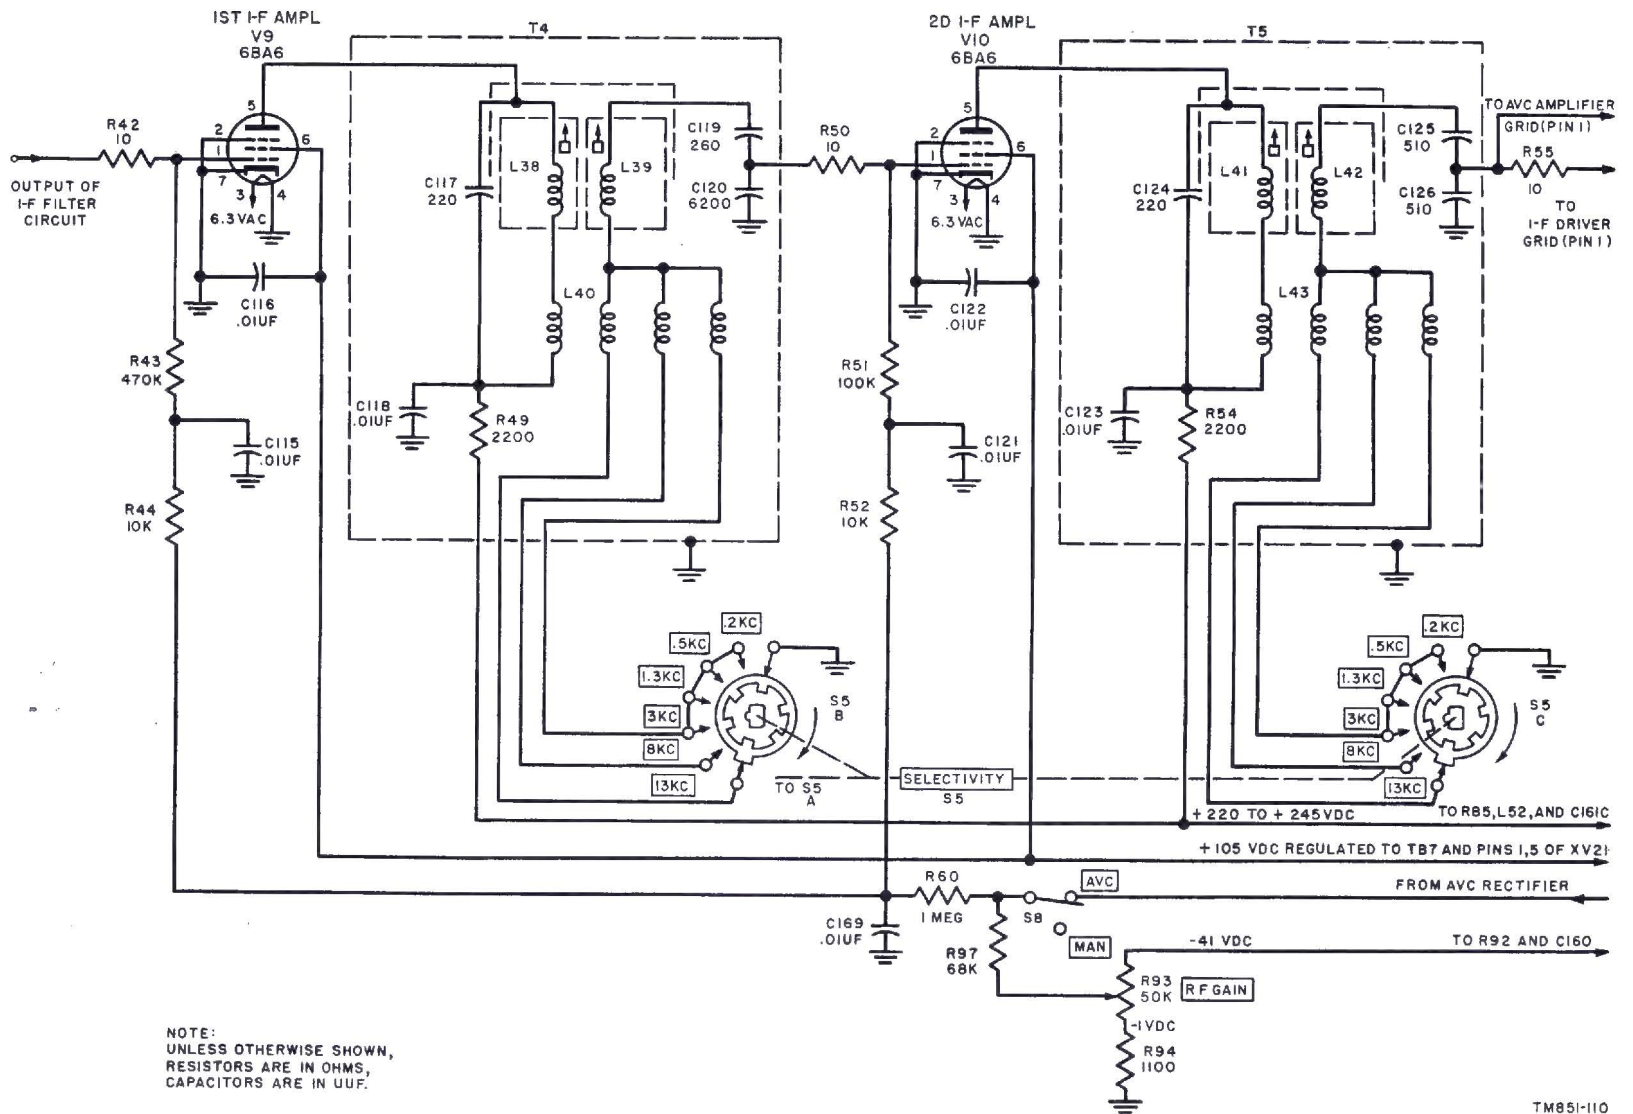 1ST I-F AMPL
V9
6BA6
T4
2D I-F AMPL
V10
6BA6
T5
R42
10
OUTPUT OF
I-F FILTER
CIRCUIT
5
2
1
6
7
3
4
6.3 VAC
C116
.01UF
R43
470K
C115
.01UF
R44
10K
C117
220
L38
L39
C119
260
C120
6200
L40
C118
.01UF
R49
2200
R50
10
5
2
1
6
7
3
4
6.3 VAC
C122
.01UF
R51
100K
C121
.01UF
R52
10K
C124
220
L41
L42
C125
510
C126
510
TO AVC AMPLIFIER
GRID (PIN 1)
R55
10
TO
I-F DRIVER
GRID (PIN 1)
L43
C123
.01UF
R54
2200
.2KC
.5KC
1.3KC
3KC
8KC
13KC
S5
B
TO S5
A
SELECTIVITY
S5
.2KC
.5KC
1.3KC
3KC
8KC
13KC
S5
C
+ 220 TO + 245VDC
TO R85, L52, AND C161C
+ 105 VDC REGULATED TO TB7 AND PINS 1,5 OF XV21
R60
1 MEG
AVC
S8
MAN
FROM AVC RECTIFIER
C169
.01UF
R97
68K
-41 VDC
TO R92 AND C160
R93
50K
RF GAIN
-1VDC
R94
1100
NOTE:
UNLESS OTHERWISE SHOWN,
RESISTORS ARE IN OHMS,
CAPACITORS ARE IN UUF.
TM851-110